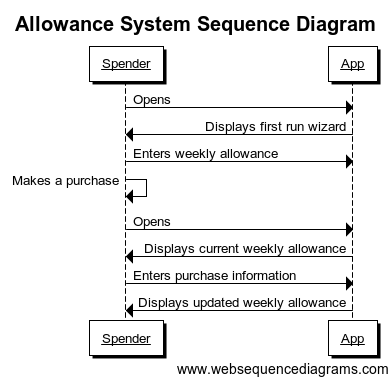 Allowance System Sequence Diagram
Spender App
Opens
Displays first run wizard
Enters weekly allowance
Makes a purchase
Opens
Displays current weekly allowance
Enters purchase information
Displays updated weekly allowance
Spender App
www.websequencediagrams.com